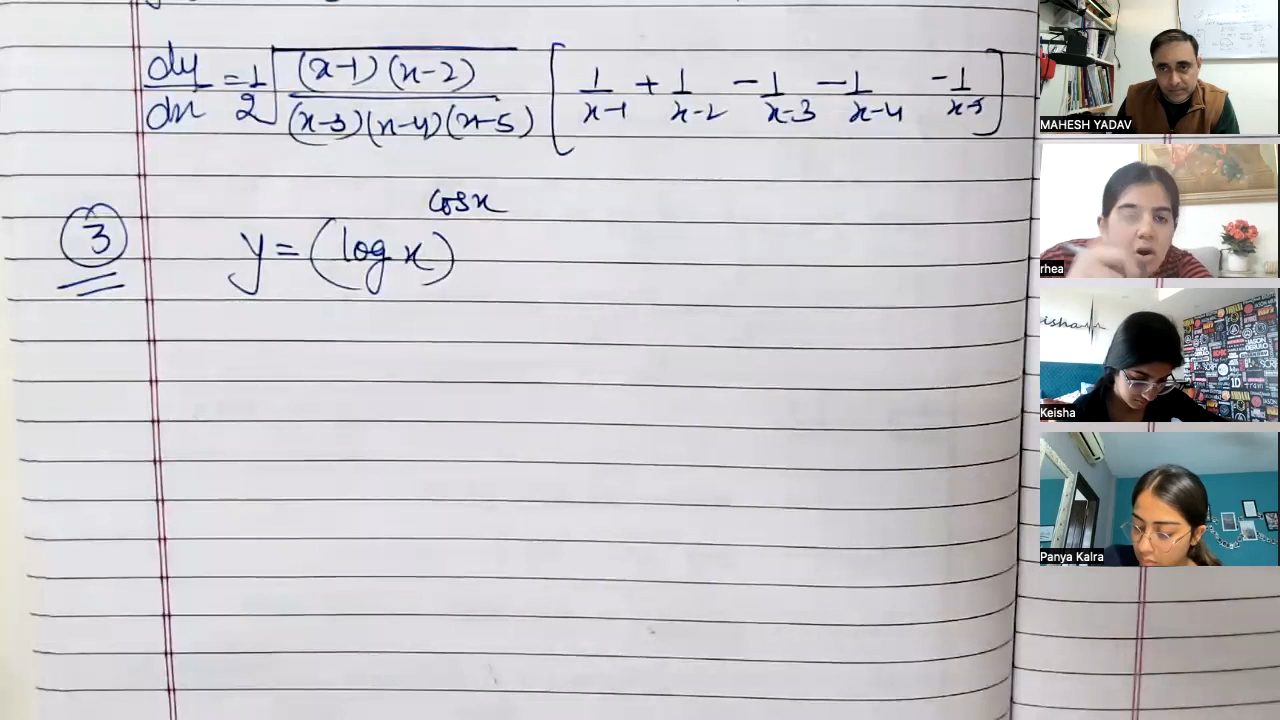 dy/dx = 1/2 √((x-1)(x-2)/(x-3)(x-4)(x-5)) [1/(x-1) + 1/(x-2) - 1/(x-3) - 1/(x-4) - 1/(x-5)]
3 y = (log x)^cosx
MAHESH YADAV
rhea
Keisha
Panya Kalra